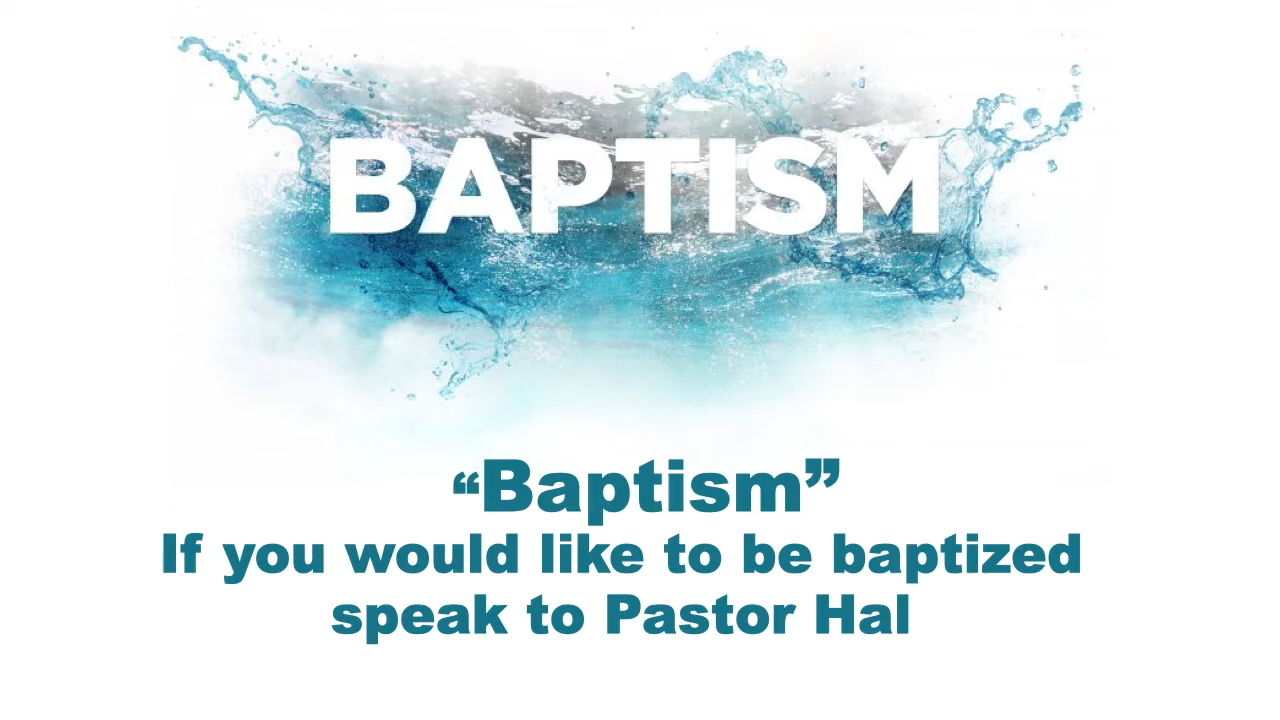 BAPTISM
“Baptism”
If you would like to be baptized
speak to Pastor Hal